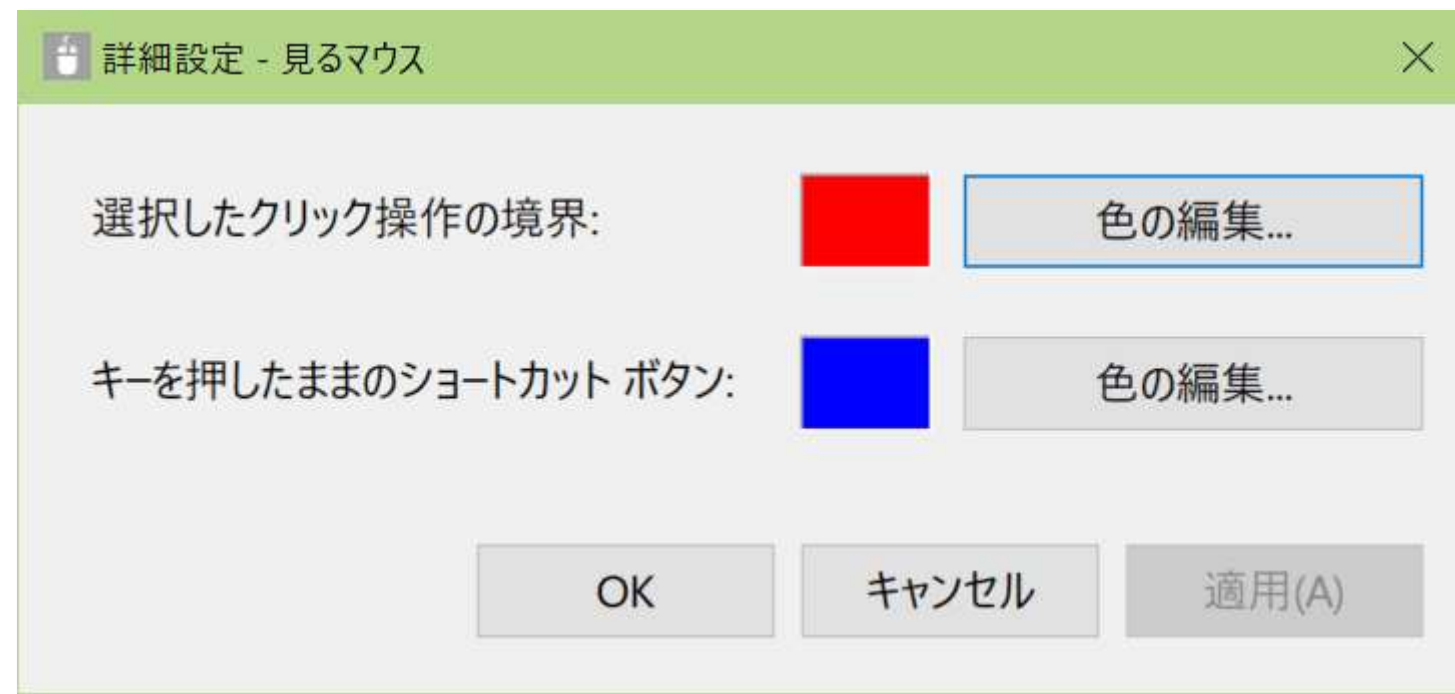 詳細設定 - 見るマウス
選択したクリック操作の境界: 色の編集...
キーを押したままのショートカット ボタン: 色の編集...
OK キャンセル 適用(A)